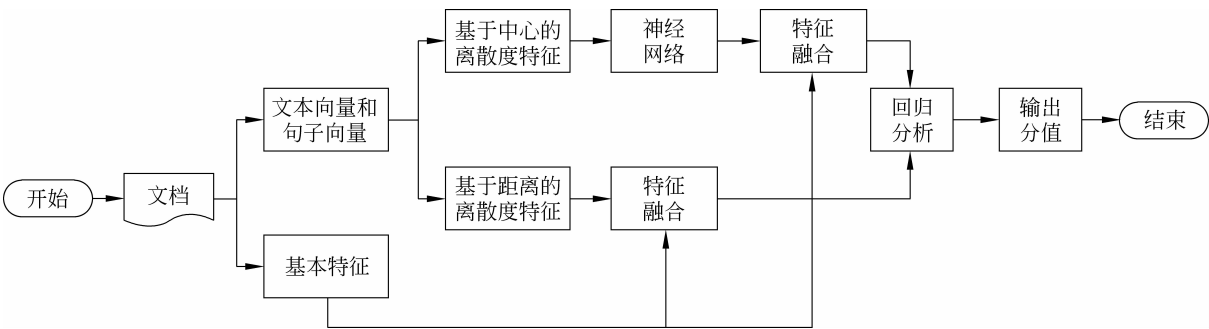 开始
文档
文本向量和
句子向量
基本特征
基于中心的
离散度特征
神经
网络
特征
融合
基于距离的
离散度特征
特征
融合
回归
分析
输出
分值
结束